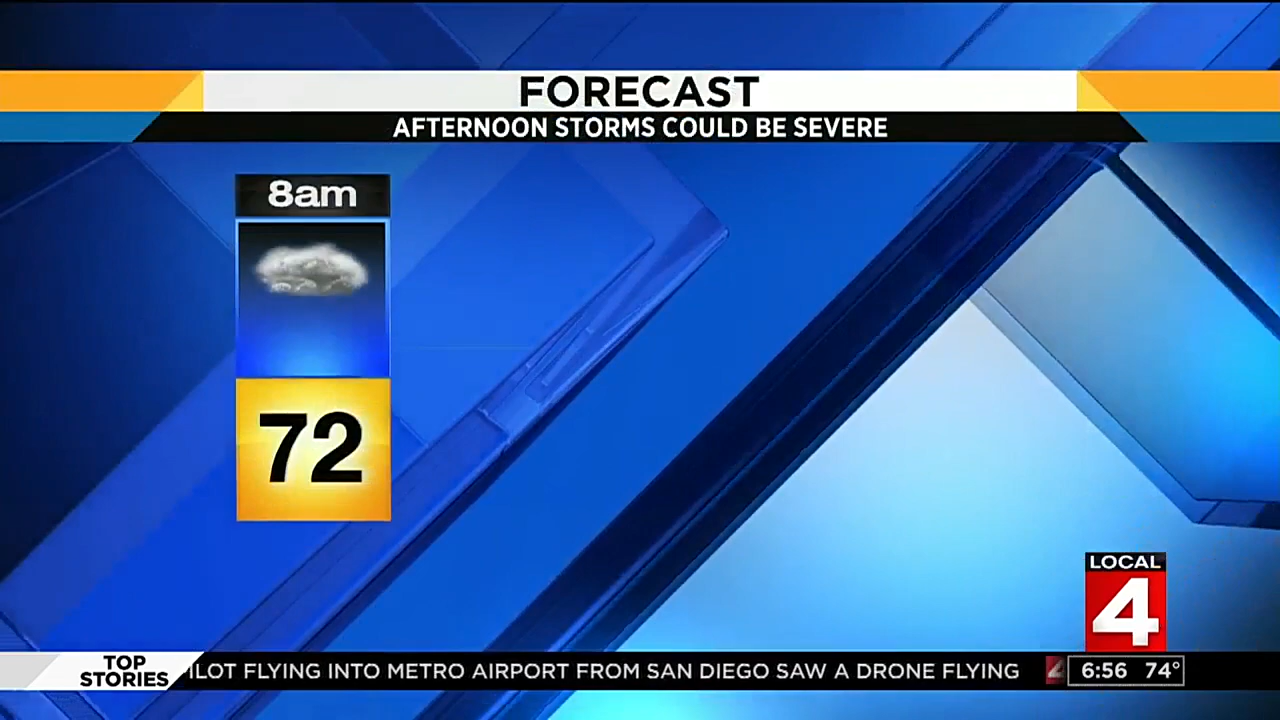 FORECAST
AFTERNOON STORMS COULD BE SEVERE
8am
72
LOCAL
4
TOP
STORIES
ILOT FLYING INTO METRO AIRPORT FROM SAN DIEGO SAW A DRONE FLYING
4 6:56 74°